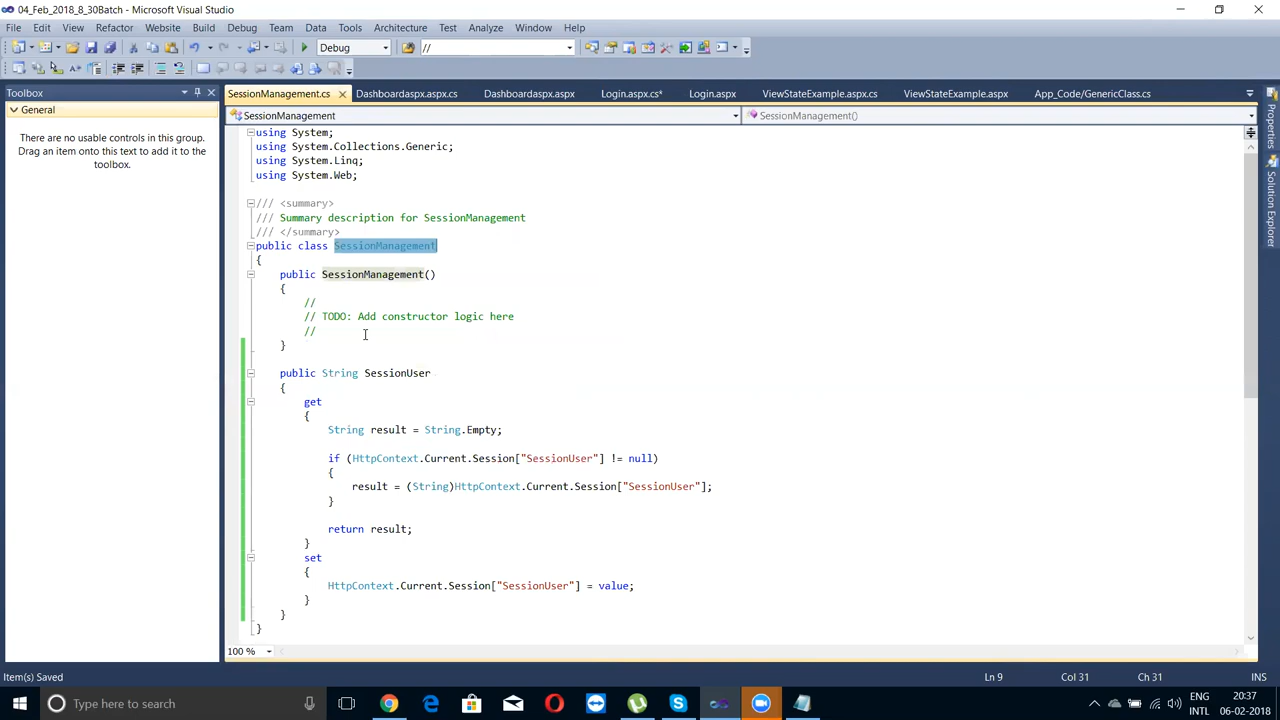 04_Feb_2018_8_30Batch - Microsoft Visual Studio
File Edit View Refactor Website Build Debug Team Data Tools Architecture Test Analyze Window Help
Debug //
Toolbox
General
There are no usable controls in this group.
Drag an item onto this text to add it to the
toolbox.
SessionManagement.cs Dashboardaspx.aspx.cs Dashboardaspx.aspx Login.aspx.cs* Login.aspx ViewStateExample.aspx.cs ViewStateExample.aspx App_Code/GenericClass.cs
SessionManagement SessionManagement()
using System;
using System.Collections.Generic;
using System.Linq;
using System.Web;
/// <summary>
/// Summary description for SessionManagement
/// </summary>
public class SessionManagement
{
public SessionManagement()
{
//
// TODO: Add constructor logic here
//
}
public String SessionUser
{
get
{
String result = String.Empty;
if (HttpContext.Current.Session["SessionUser"] != null)
{
result = (String)HttpContext.Current.Session["SessionUser"];
}
return result;
}
set
{
HttpContext.Current.Session["SessionUser"] = value;
}
}
}
100 %
Properties
Solution Explorer
Item(s) Saved Ln 9 Col 31 Ch 31 INS
Type here to search
ENG
INTL
20:37
06-02-2018